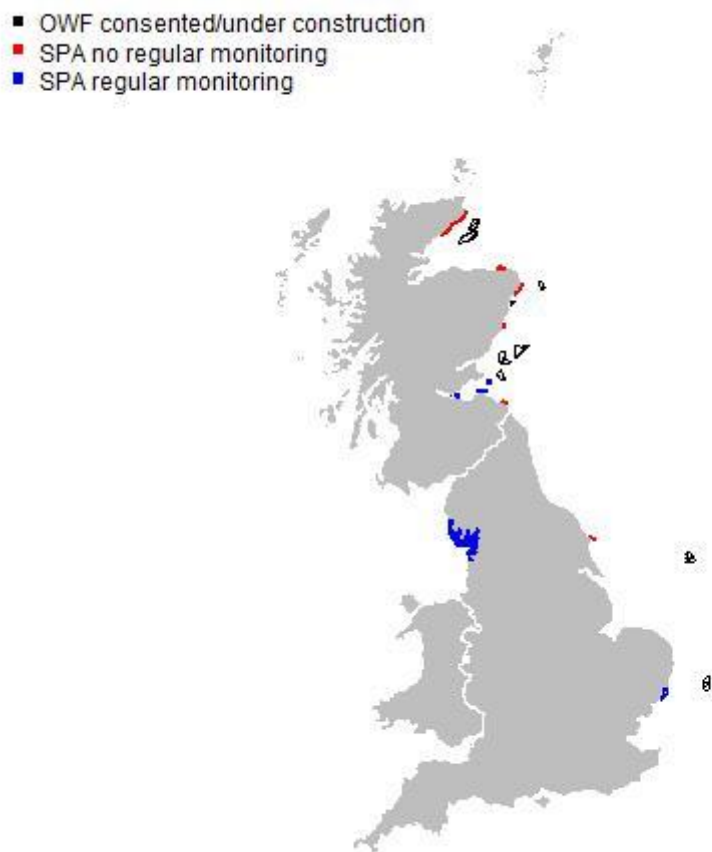 OWF consented/under construction
SPA no regular monitoring
SPA regular monitoring